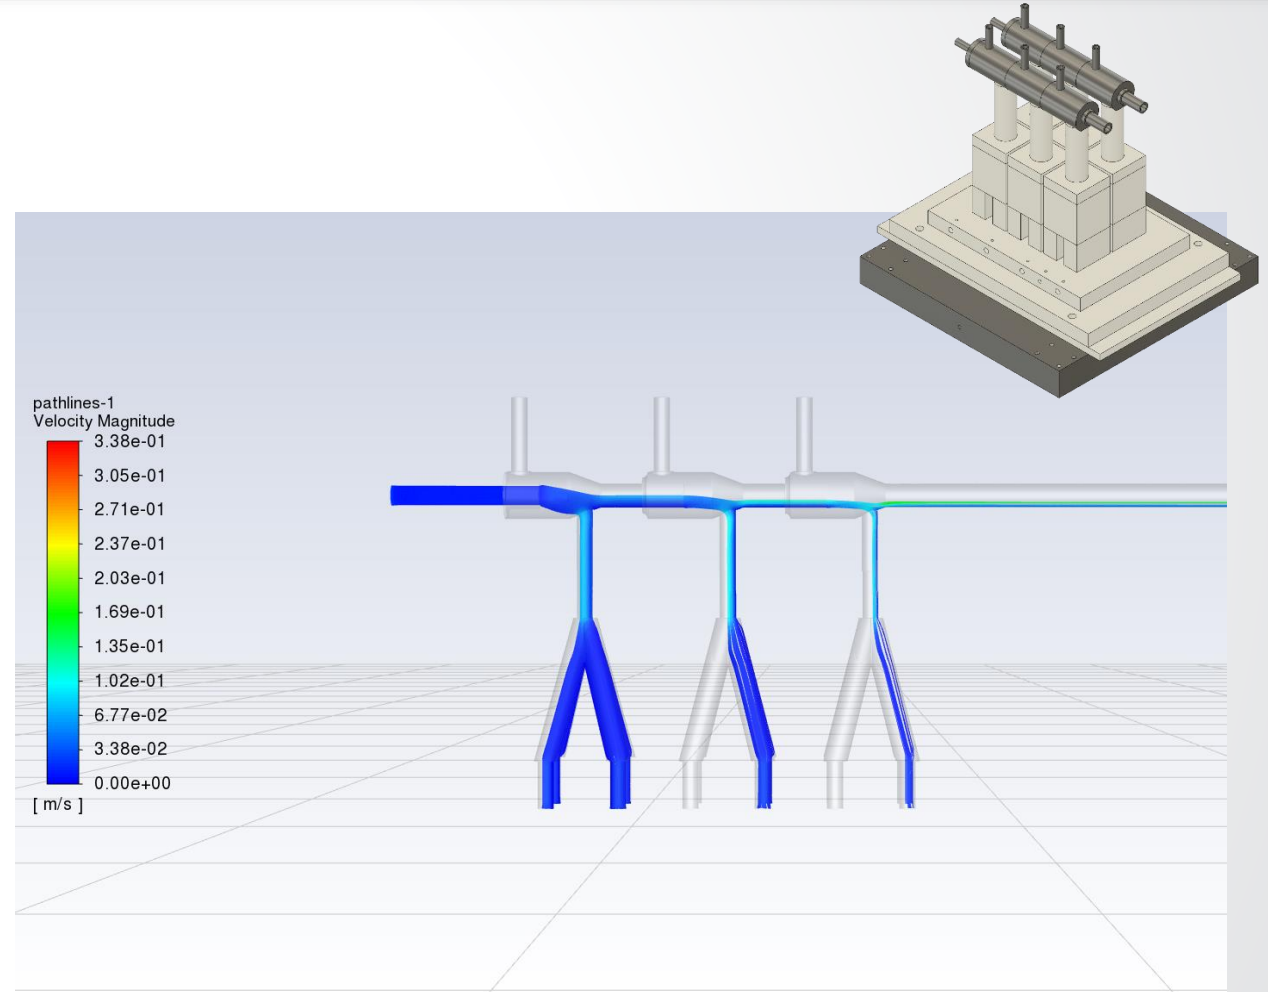 pathlines-1
Velocity Magnitude
3.38e-01
3.05e-01
2.71e-01
2.37e-01
2.03e-01
1.69e-01
1.35e-01
1.02e-01
6.77e-02
3.38e-02
0.00e+00
[ m/s ]